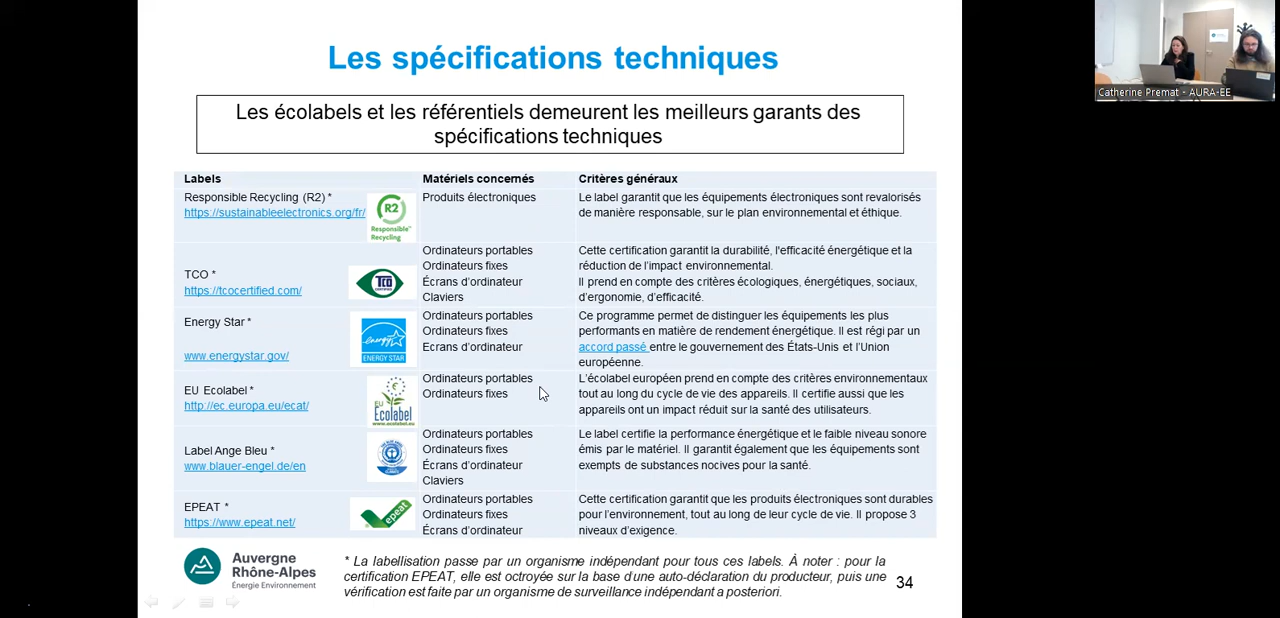 Les spécifications techniques
Les écolabels et les référentiels demeurent les meilleurs garants des
spécifications techniques
Labels
Matériels concernés
Critères généraux
Responsible Recycling (R2) *
https://sustainableelectronics.org/fr/
R2
Responsible
Recycling
Produits électroniques
Le label garantit que les équipements électroniques sont revalorisés
de manière responsable, sur le plan environnemental et éthique.
TCO *
https://tcocertified.com/
TCO
CERTIFIED
Ordinateurs portables
Ordinateurs fixes
Écrans d'ordinateur
Claviers
Cette certification garantit la durabilité, l'efficacité énergétique et la
réduction de l'impact environnemental.
Il prend en compte des critères écologiques, énergétiques, sociaux,
d'ergonomie, d'efficacité.
Energy Star *
www.energystar.gov/
energy
ENERGY STAR
Ordinateurs portables
Ordinateurs fixes
Ecrans d'ordinateur
Ce programme permet de distinguer les équipements les plus
performants en matière de rendement énergétique. Il est régi par un
accord passé entre le gouvernement des États-Unis et l'Union
européenne.
EU Ecolabel *
http://ec.europa.eu/ecat/
EU
Ecolabel
www.ecolabel.eu
Ordinateurs portables
Ordinateurs fixes
L'écolabel européen prend en compte des critères environnementaux
tout au long du cycle de vie des appareils. Il certifie aussi que les
appareils ont un impact réduit sur la santé des utilisateurs.
Label Ange Bleu *
www.blauer-engel.de/en
Ordinateurs portables
Ordinateurs fixes
Écrans d'ordinateur
Claviers
Le label certifie la performance énergétique et le faible niveau sonore
émis par le matériel. Il garantit également que les équipements sont
exempts de substances nocives pour la santé.
EPEAT *
https://www.epeat.net/
epeat
Ordinateurs portables
Ordinateurs fixes
Écrans d'ordinateur
Cette certification garantit que les produits électroniques sont durables
pour l'environnement, tout au long de leur cycle de vie. Il propose 3
niveaux d'exigence.
Auvergne
Rhône-Alpes
Énergie Environnement
* La labellisation passe par un organisme indépendant pour tous ces labels. À noter : pour la
certification EPEAT, elle est octroyée sur la base d'une auto-déclaration du producteur, puis une
vérification est faite par un organisme de surveillance indépendant a posteriori.
34
Catherine Premat - AURA-EE